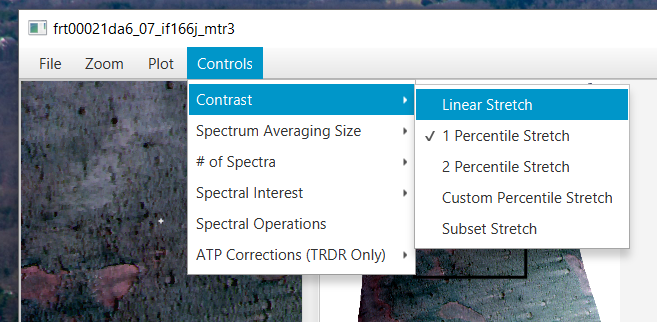 frt00021da6_07_if166j_mtr3
File Zoom Plot Controls
Contrast
Spectrum Averaging Size
# of Spectra
Spectral Interest
Spectral Operations
ATP Corrections (TRDR Only)
Linear Stretch
✓ 1 Percentile Stretch
2 Percentile Stretch
Custom Percentile Stretch
Subset Stretch